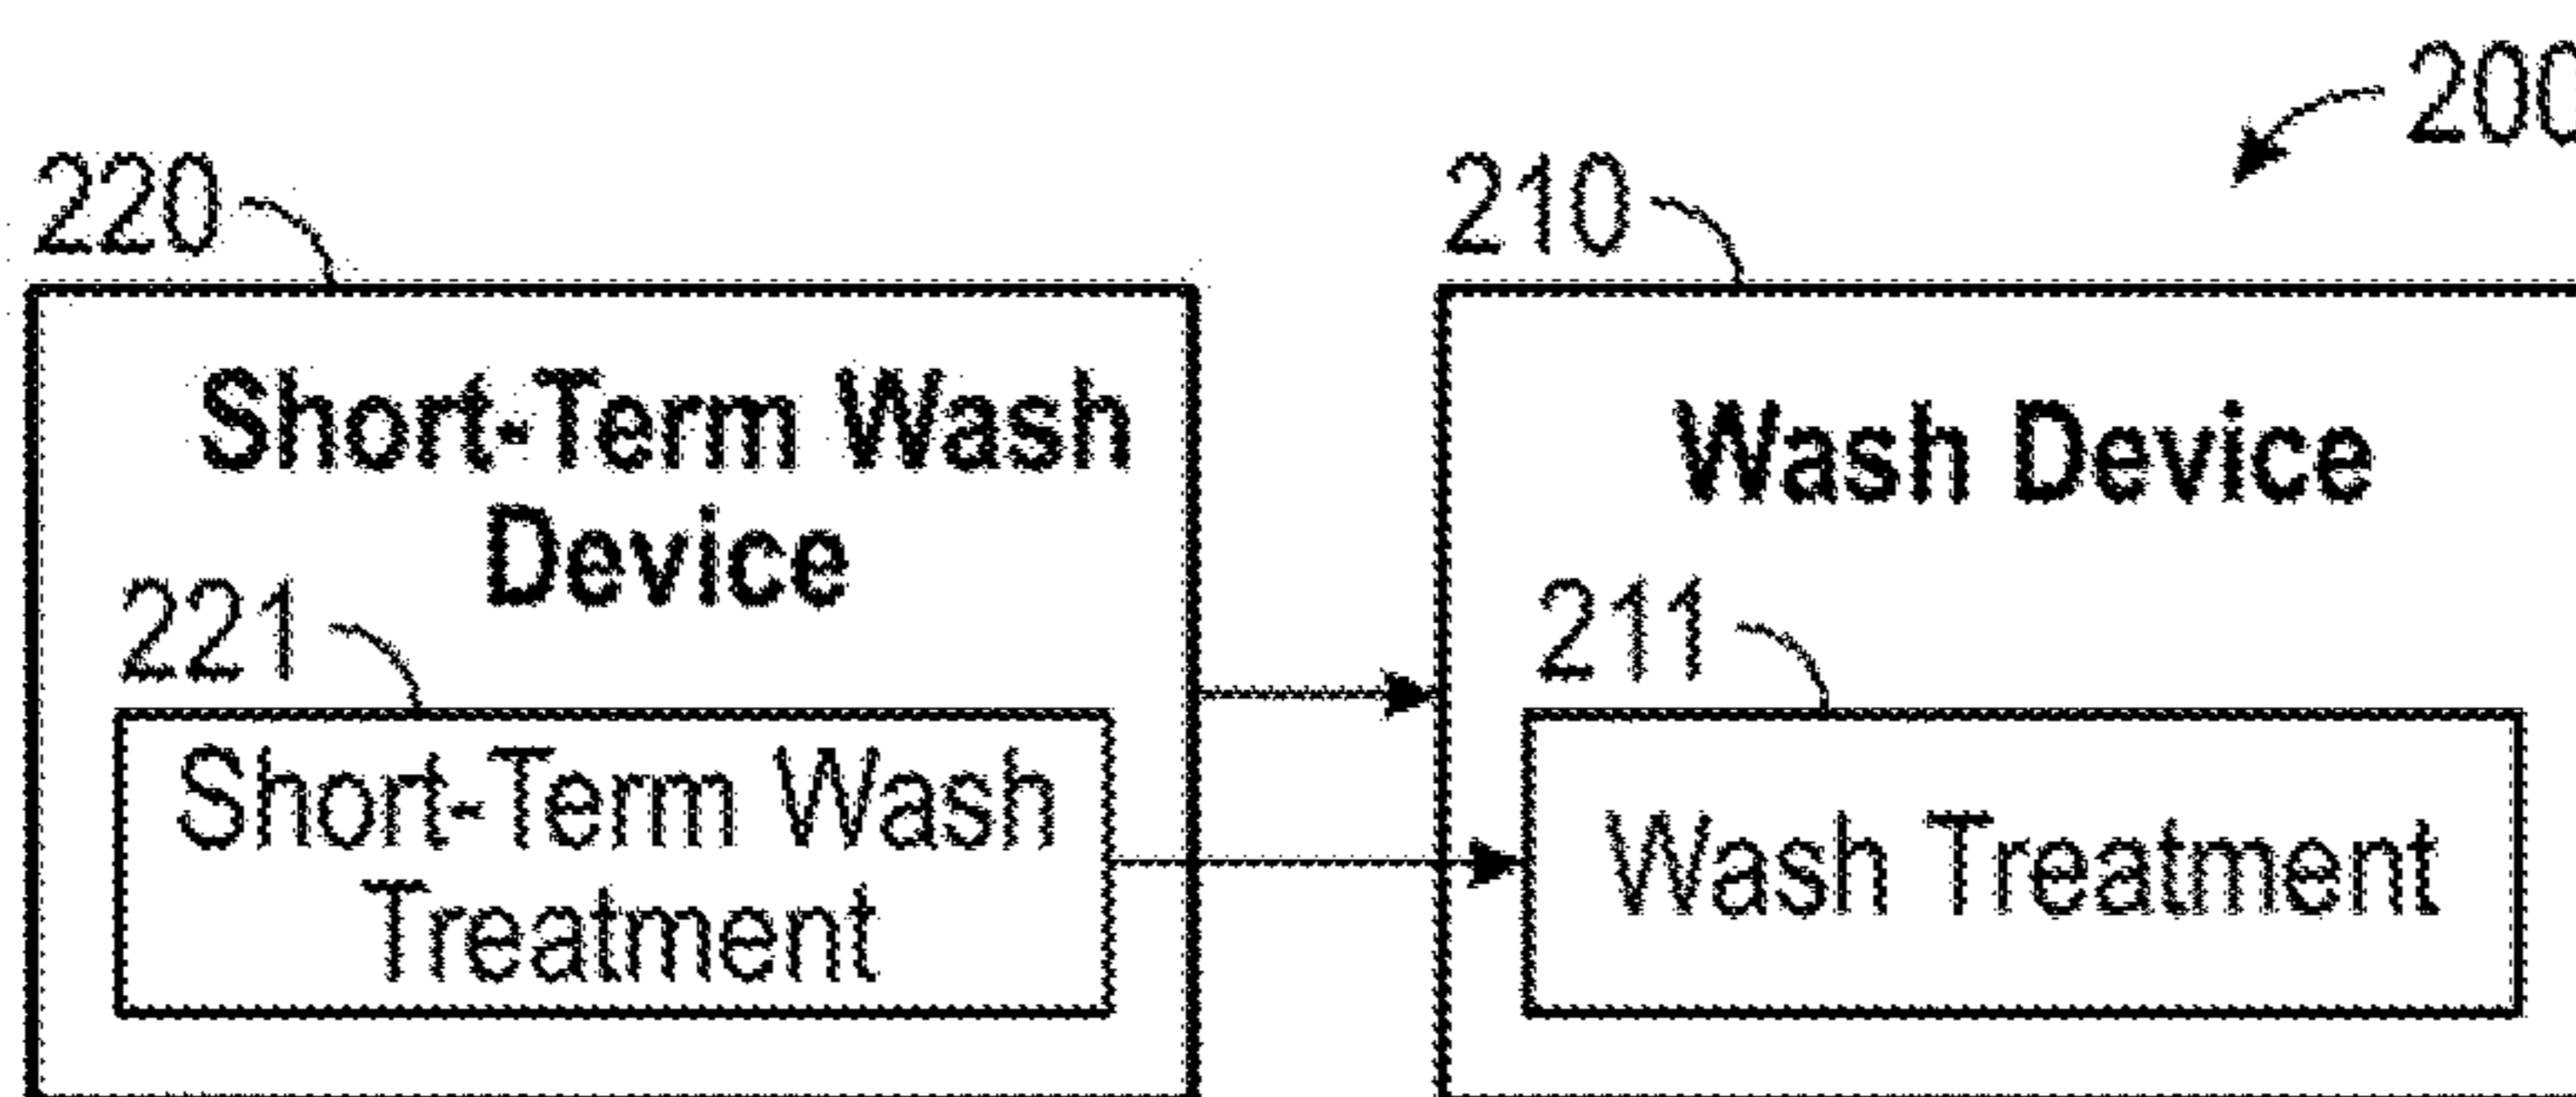 200
220
210
Short-Term Wash
Device
Wash Device
221
211
Short-Term Wash
Treatment
Wash Treatment